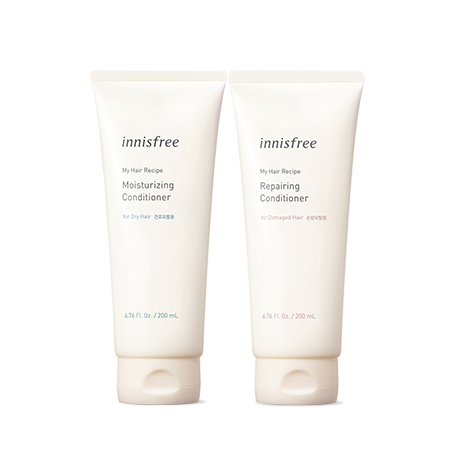 innisfree
My Hair Recipe
Moisturizing
Conditioner
for Dry Hair 건조모발용
6.76 Fl. Oz. / 200 mL
innisfree
My Hair Recipe
Repairing
Conditioner
for Damaged Hair 손상모발용
6.76 Fl. Oz. / 200 mL